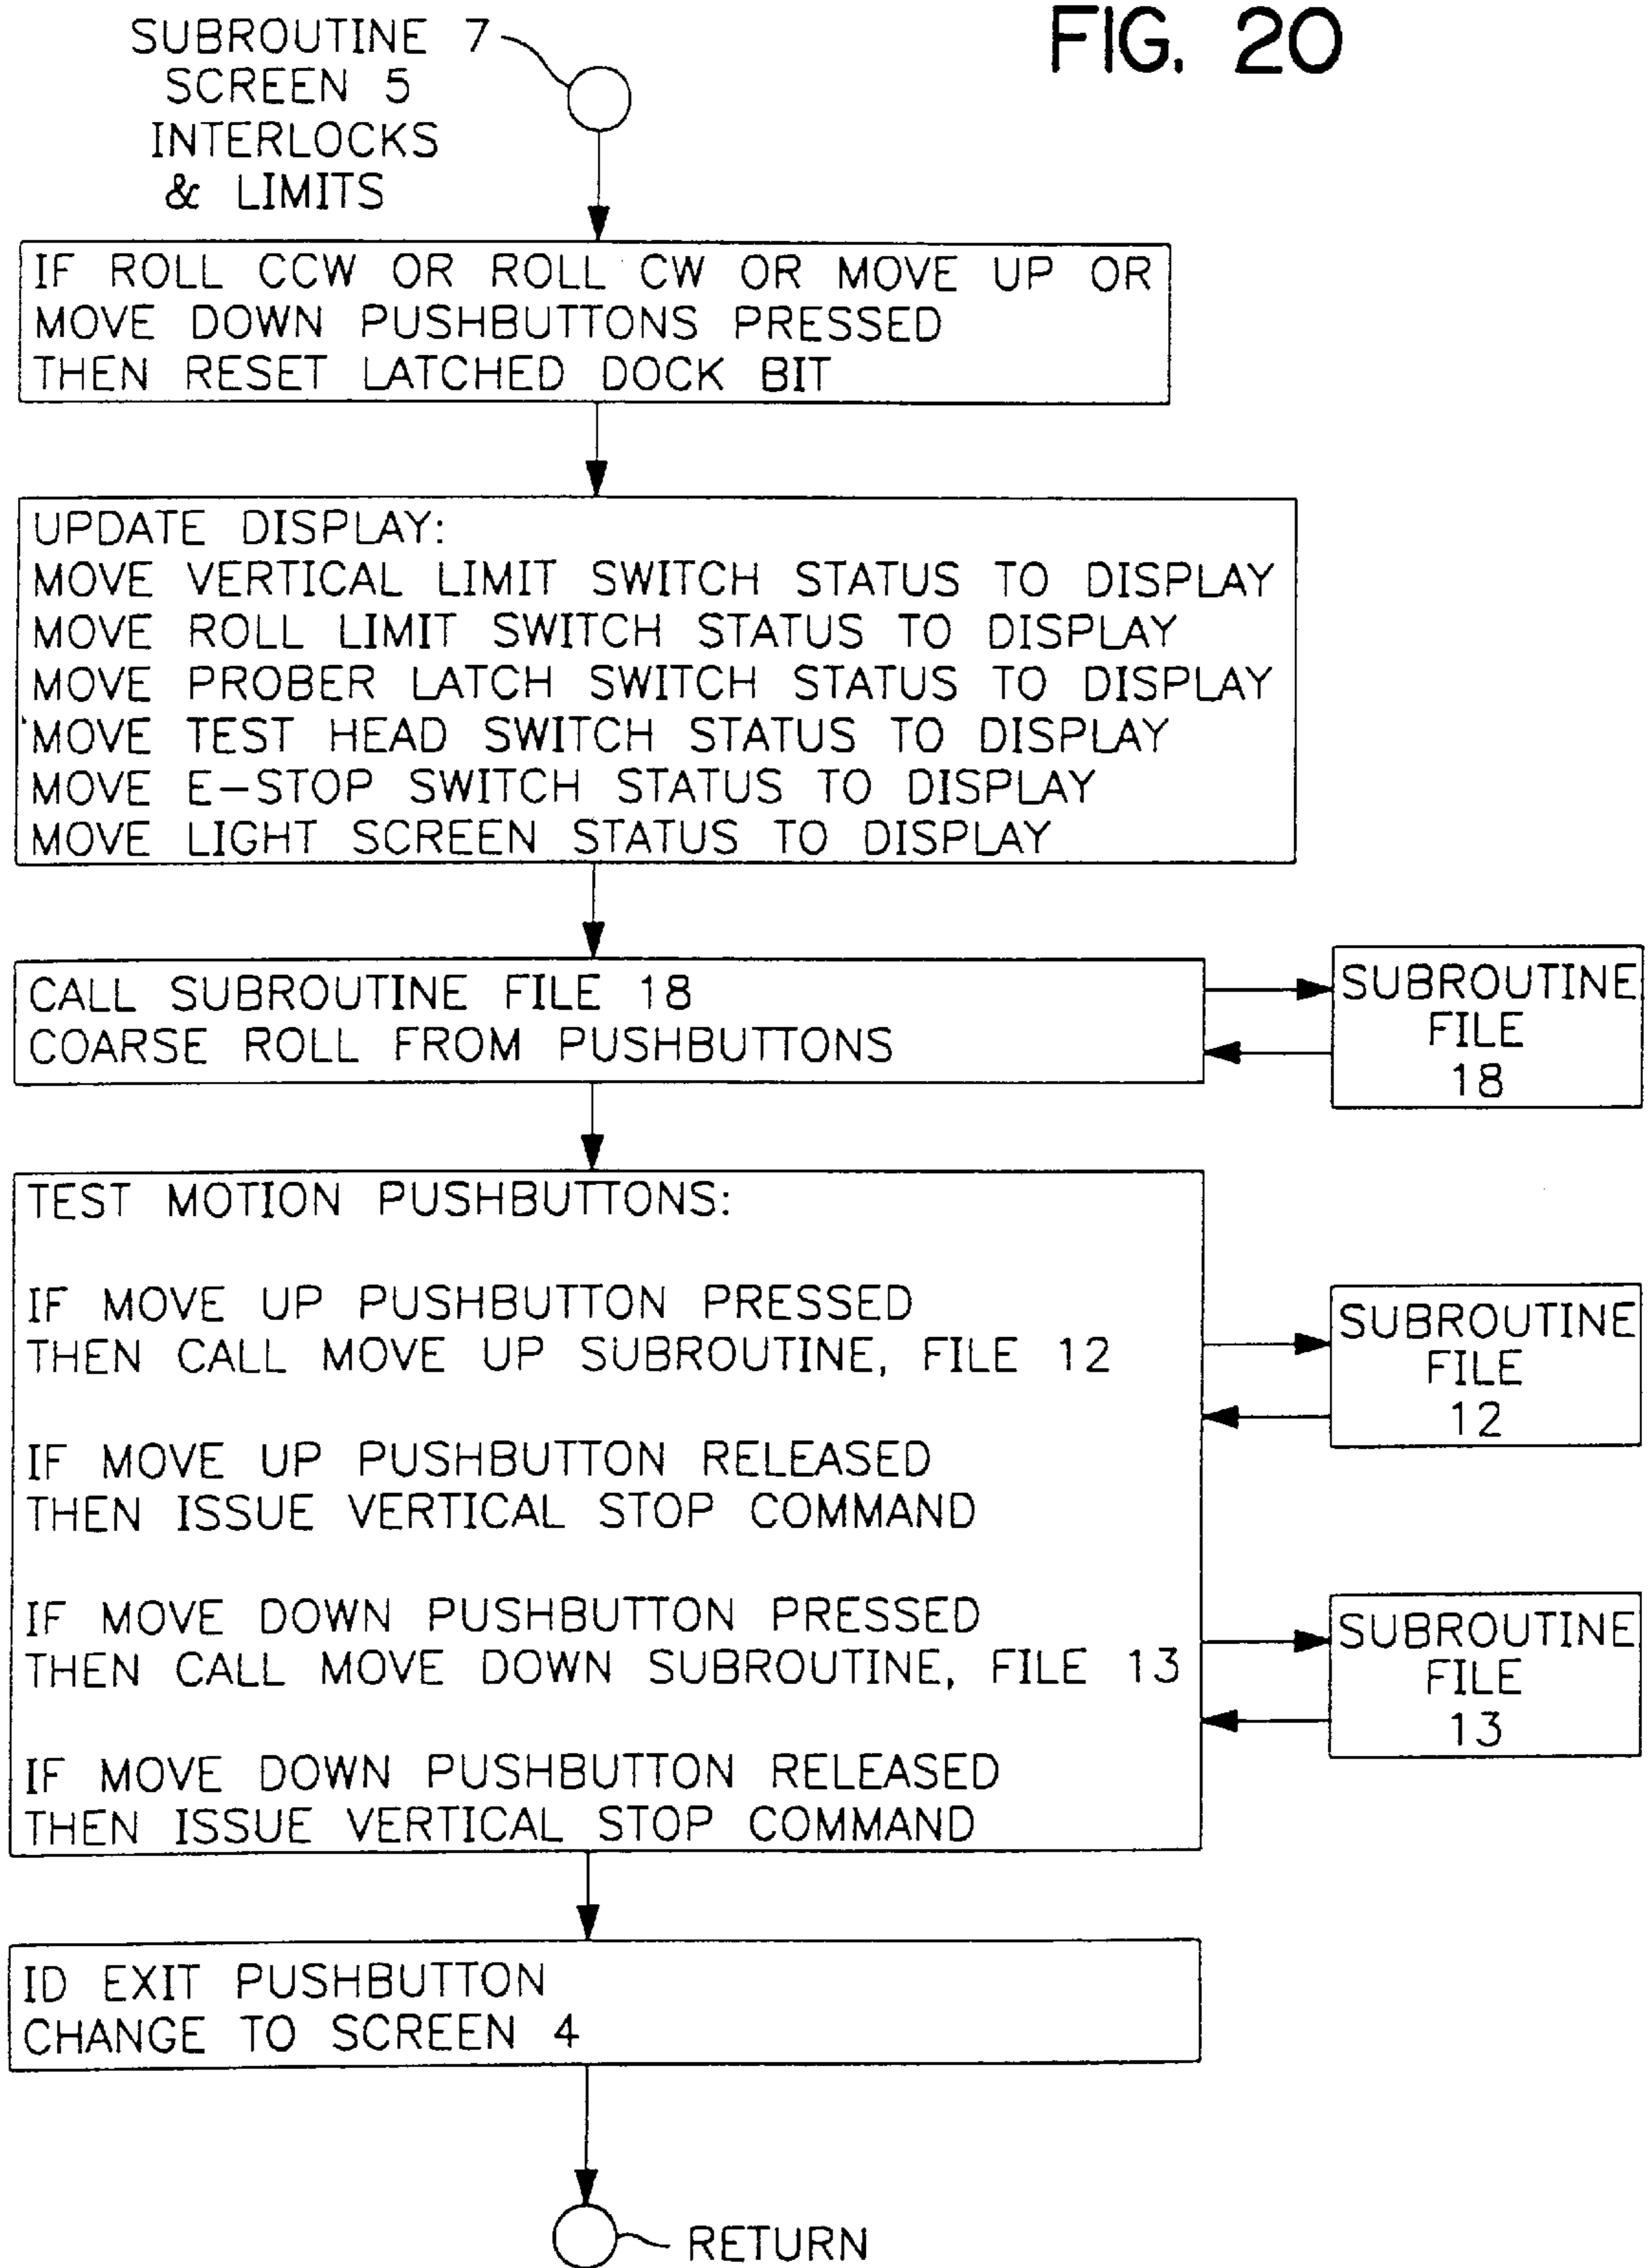 FIG. 20
SUBROUTINE 7
SCREEN 5
INTERLOCKS
& LIMITS
IF ROLL CCW OR ROLL CW OR MOVE UP OR
MOVE DOWN PUSHBUTTONS PRESSED
THEN RESET LATCHED DOCK BIT
UPDATE DISPLAY:
MOVE VERTICAL LIMIT SWITCH STATUS TO DISPLAY
MOVE ROLL LIMIT SWITCH STATUS TO DISPLAY
MOVE PROBER LATCH SWITCH STATUS TO DISPLAY
MOVE TEST HEAD SWITCH STATUS TO DISPLAY
MOVE E-STOP SWITCH STATUS TO DISPLAY
MOVE LIGHT SCREEN STATUS TO DISPLAY
CALL SUBROUTINE FILE 18
COARSE ROLL FROM PUSHBUTTONS
SUBROUTINE
FILE
18
TEST MOTION PUSHBUTTONS:
IF MOVE UP PUSHBUTTON PRESSED
THEN CALL MOVE UP SUBROUTINE, FILE 12
SUBROUTINE
FILE
12
IF MOVE UP PUSHBUTTON RELEASED
THEN ISSUE VERTICAL STOP COMMAND
IF MOVE DOWN PUSHBUTTON PRESSED
THEN CALL MOVE DOWN SUBROUTINE, FILE 13
SUBROUTINE
FILE
13
IF MOVE DOWN PUSHBUTTON RELEASED
THEN ISSUE VERTICAL STOP COMMAND
ID EXIT PUSHBUTTON
CHANGE TO SCREEN 4
RETURN